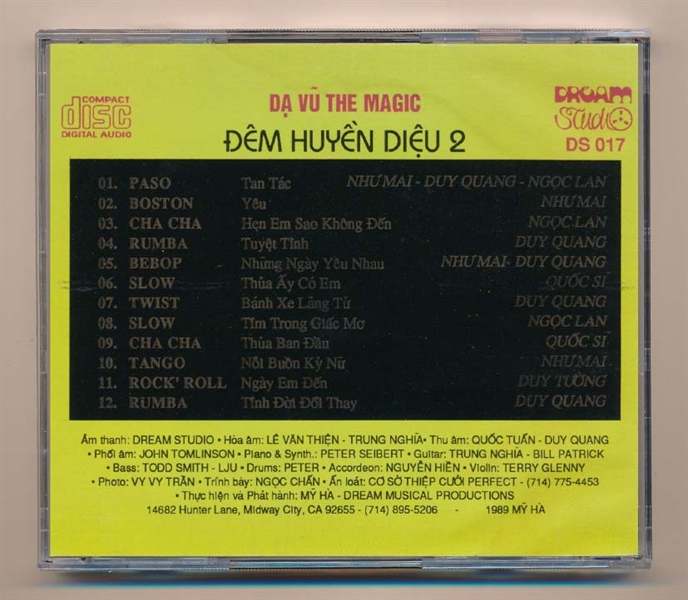 COMPACT
disc
DIGITAL AUDIO
DẠ VŨ THE MAGIC
ĐÊM HUYỀN DIỆU 2
DREAM
Studio
DS 017
01. PASO Tan Tác NHƯ MAI - DUY QUANG - NGỌC LAN
02. BOSTON Yêu NHƯ MAI
03. CHA CHA Hẹn Em Sao Không Đến NGỌC LAN
04. RUMBA Tuyệt Tình DUY QUANG
05. BEBOP Những Ngày Yêu Nhau NHƯ MAI- DUY QUANG
06. SLOW Thủa Ấy Có Em QUỐC SĨ
07. TWIST Bánh Xe Lãng Tử DUY QUANG
08. SLOW Tìm Trong Giấc Mơ NGỌC LAN
09. CHA CHA Thủa Ban Đầu QUỐC SĨ
10. TANGO Nỗi Buồn Kỹ Nữ NHƯ MAI
11. ROCK' ROLL Ngày Em Đến DUY TƯỜNG
12. RUMBA Tình Đời Đổi Thay DUY QUANG
Âm thanh: DREAM STUDIO • Hòa âm: LÊ VĂN THIỆN - TRUNG NGHĨA• Thu âm: QUỐC TUẤN - DUY QUANG
• Phối âm: JOHN TOMLINSON • Piano & Synth.: PETER SEIBERT • Guitar: TRUNG NGHĨA - BILL PATRICK
• Bass: TODD SMITH - LJU • Drums: PETER • Accordeon: NGUYỄN HIỀN • Violin: TERRY GLENNY
• Photo: VY VY TRẦN • Trình bày: NGỌC CHẤN • Ấn loát: CƠ SỞ THIỆP CƯỚI PERFECT - (714) 775-4453
• Thực hiện và Phát hành: MỸ HÀ - DREAM MUSICAL PRODUCTIONS
14682 Hunter Lane, Midway City, CA 92655 - (714) 895-5206 - 1989 MỸ HÀ